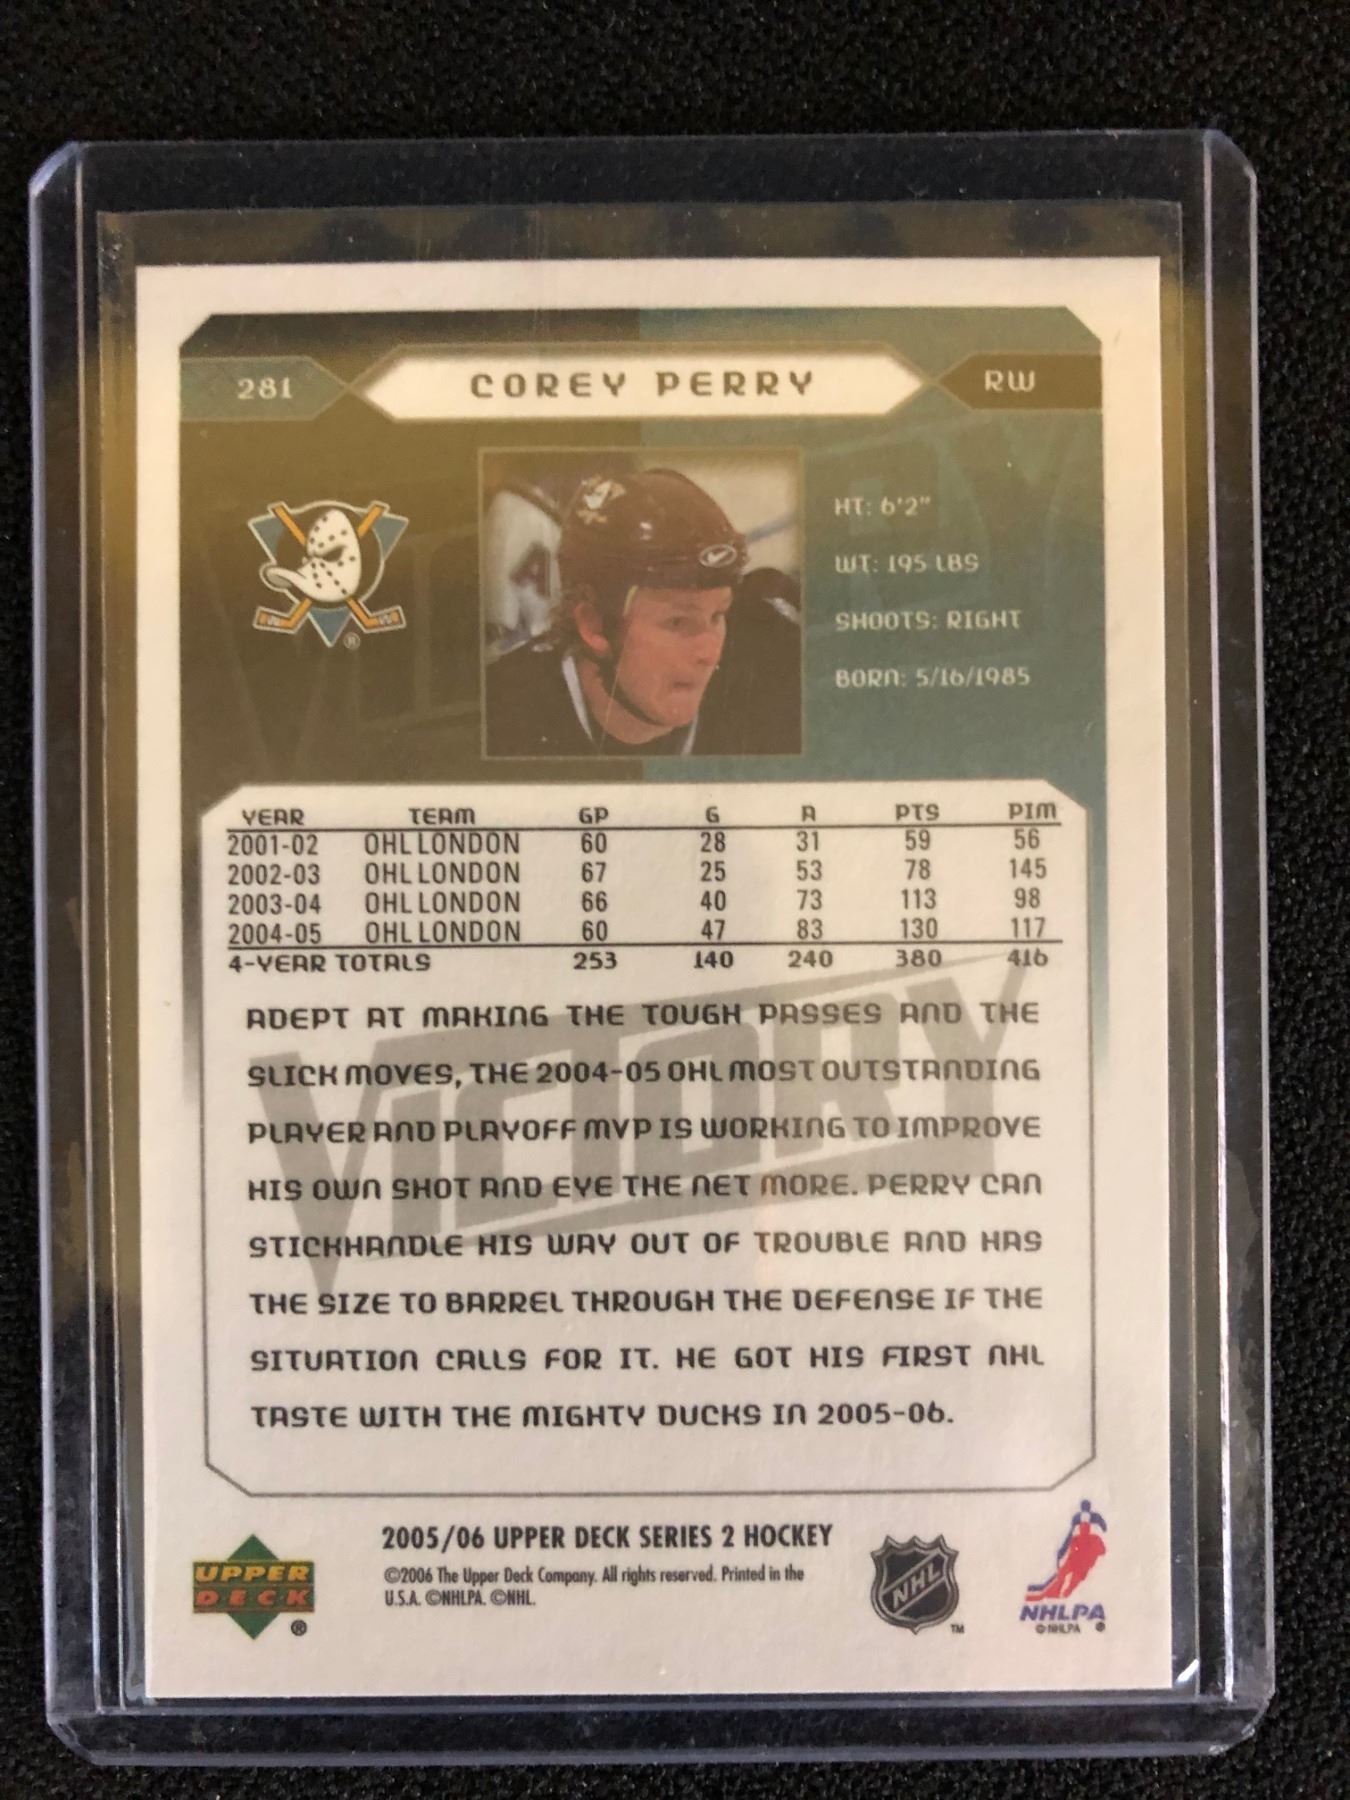 281 COREY PERRY RW
HT: 6'2"
WT: 195 LBS
SHOOTS: RIGHT
BORN: 5/16/1985
YEAR TEAM GP G A PTS PIM
2001-02 OHL LONDON 60 28 31 59 56
2002-03 OHL LONDON 67 25 53 78 145
2003-04 OHL LONDON 66 40 73 113 98
2004-05 OHL LONDON 60 47 83 130 117
4-YEAR TOTALS 253 140 240 380 416
VICTORY
ADEPT AT MAKING THE TOUGH PASSES AND THE
SLICK MOVES, THE 2004-05 OHL MOST OUTSTANDING
PLAYER AND PLAYOFF MVP IS WORKING TO IMPROVE
HIS OWN SHOT AND EYE THE NET MORE. PERRY CAN
STICKHANDLE HIS WAY OUT OF TROUBLE AND HAS
THE SIZE TO BARREL THROUGH THE DEFENSE IF THE
SITUATION CALLS FOR IT. HE GOT HIS FIRST NHL
TASTE WITH THE MIGHTY DUCKS IN 2005-06.
2005/06 UPPER DECK SERIES 2 HOCKEY
©2006 The Upper Deck Company. All rights reserved. Printed in the
U.S.A. ©NHLPA. ©NHL.
UPPER
DECK
®
NHL
™
NHLPA
©NHLPA ®